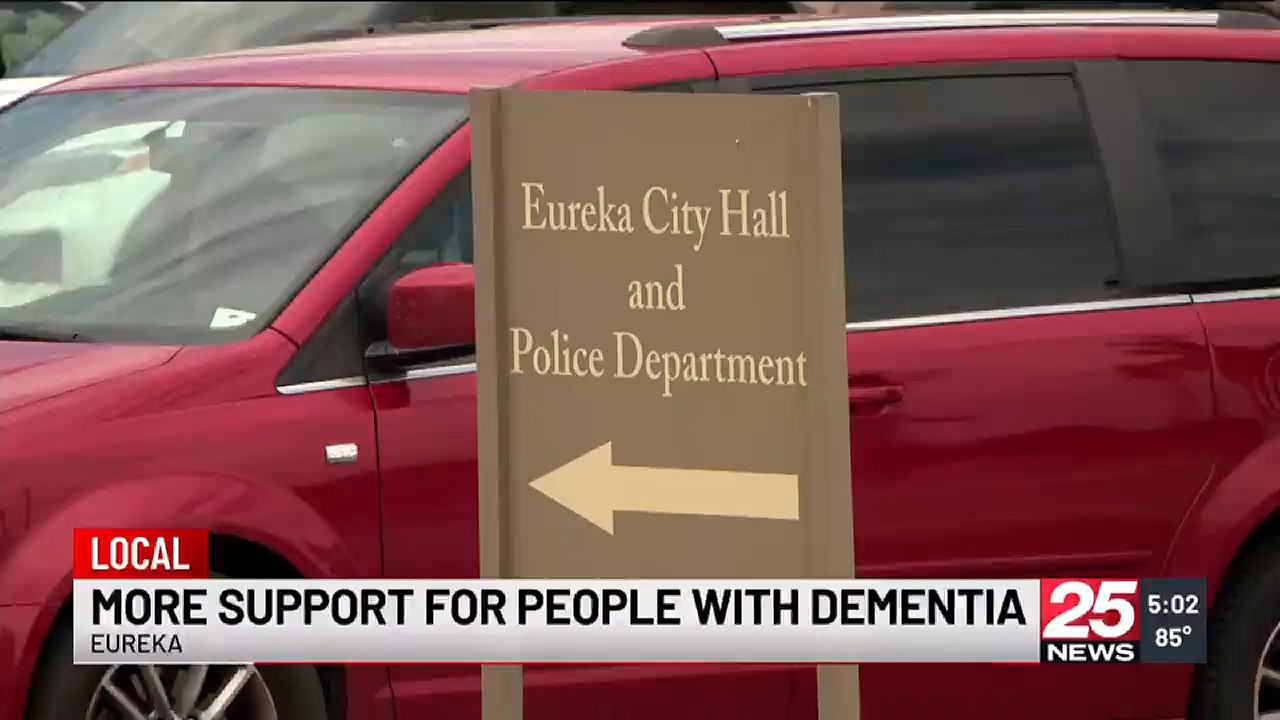 Eureka City Hall
and
Police Department
LOCAL
MORE SUPPORT FOR PEOPLE WITH DEMENTIA
EUREKA
25
NEWS
5:02
85°